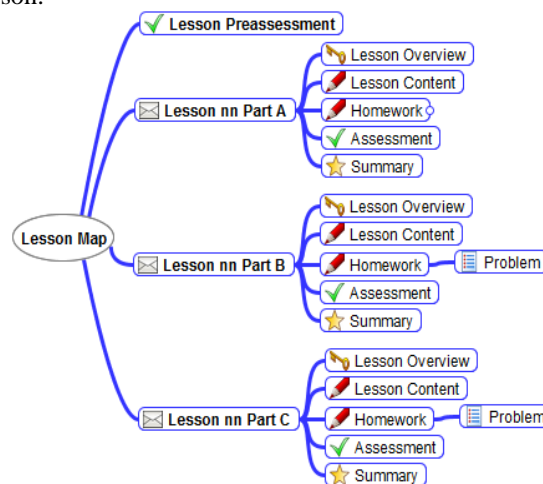 Lesson Preassessment
Lesson nn Part A
Lesson Overview
Lesson Content
Homework
Assessment
Summary
Lesson Map
Lesson nn Part B
Lesson Overview
Lesson Content
Homework
Problem
Assessment
Summary
Lesson nn Part C
Lesson Overview
Lesson Content
Homework
Problem
Assessment
Summary